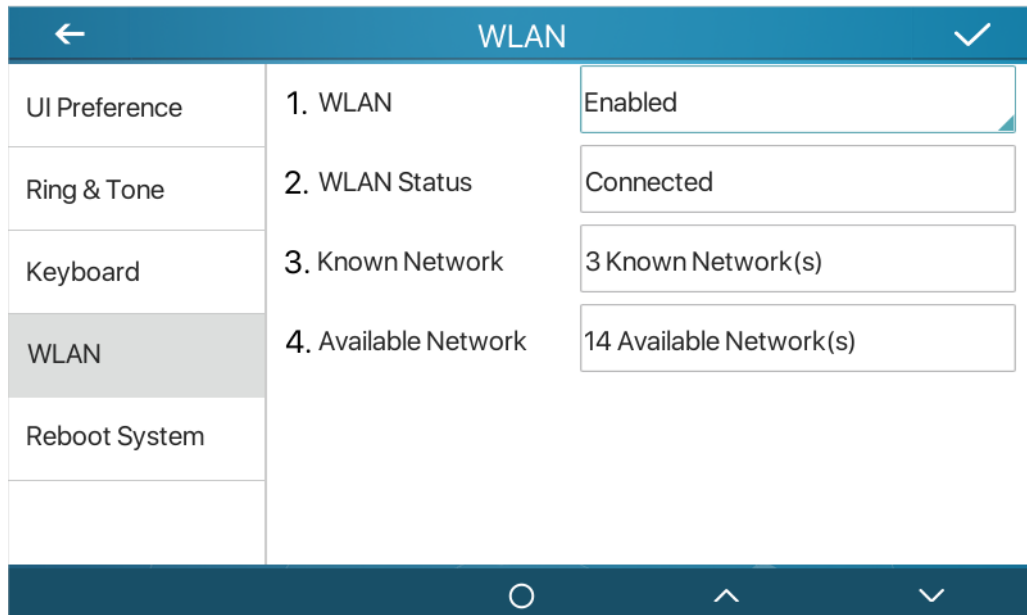 WLAN
UI Preference
Ring & Tone
Keyboard
WLAN
Reboot System
1. WLAN Enabled
2. WLAN Status Connected
3. Known Network 3 Known Network(s)
4. Available Network 14 Available Network(s)